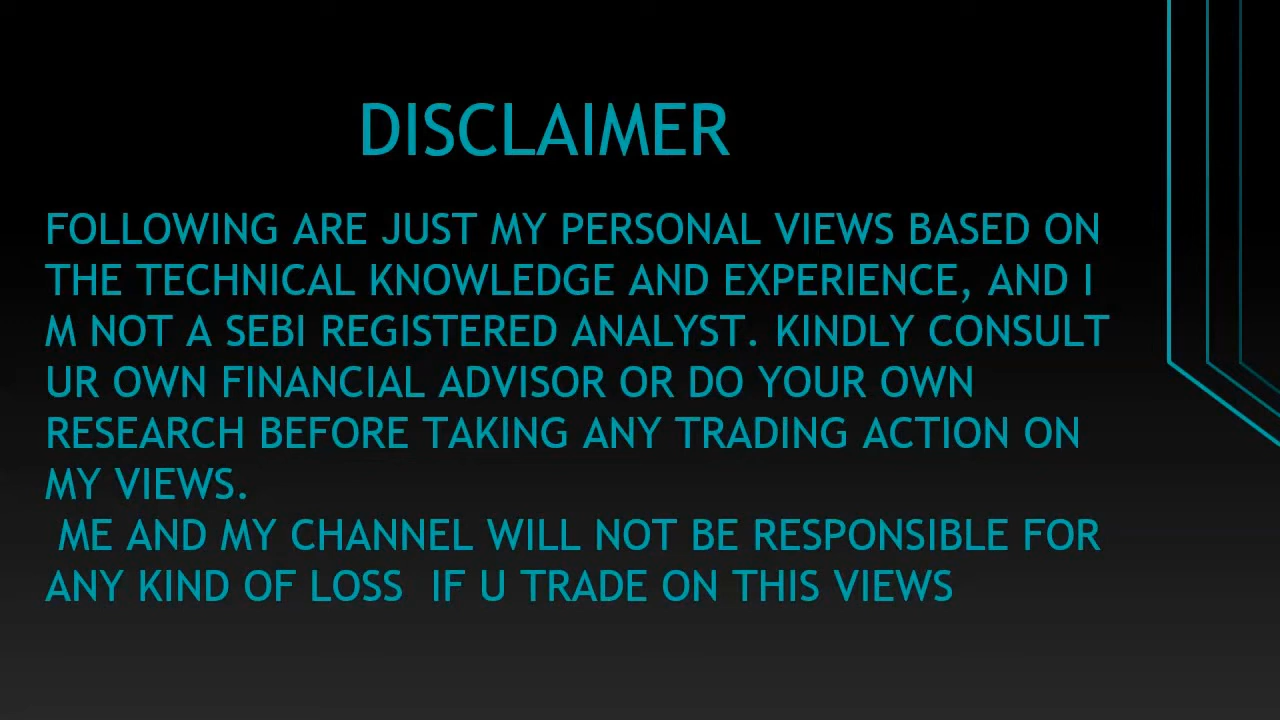 DISCLAIMER
FOLLOWING ARE JUST MY PERSONAL VIEWS BASED ON
THE TECHNICAL KNOWLEDGE AND EXPERIENCE, AND I
M NOT A SEBI REGISTERED ANALYST. KINDLY CONSULT
UR OWN FINANCIAL ADVISOR OR DO YOUR OWN
RESEARCH BEFORE TAKING ANY TRADING ACTION ON
MY VIEWS.
ME AND MY CHANNEL WILL NOT BE RESPONSIBLE FOR
ANY KIND OF LOSS  IF U TRADE ON THIS VIEWS